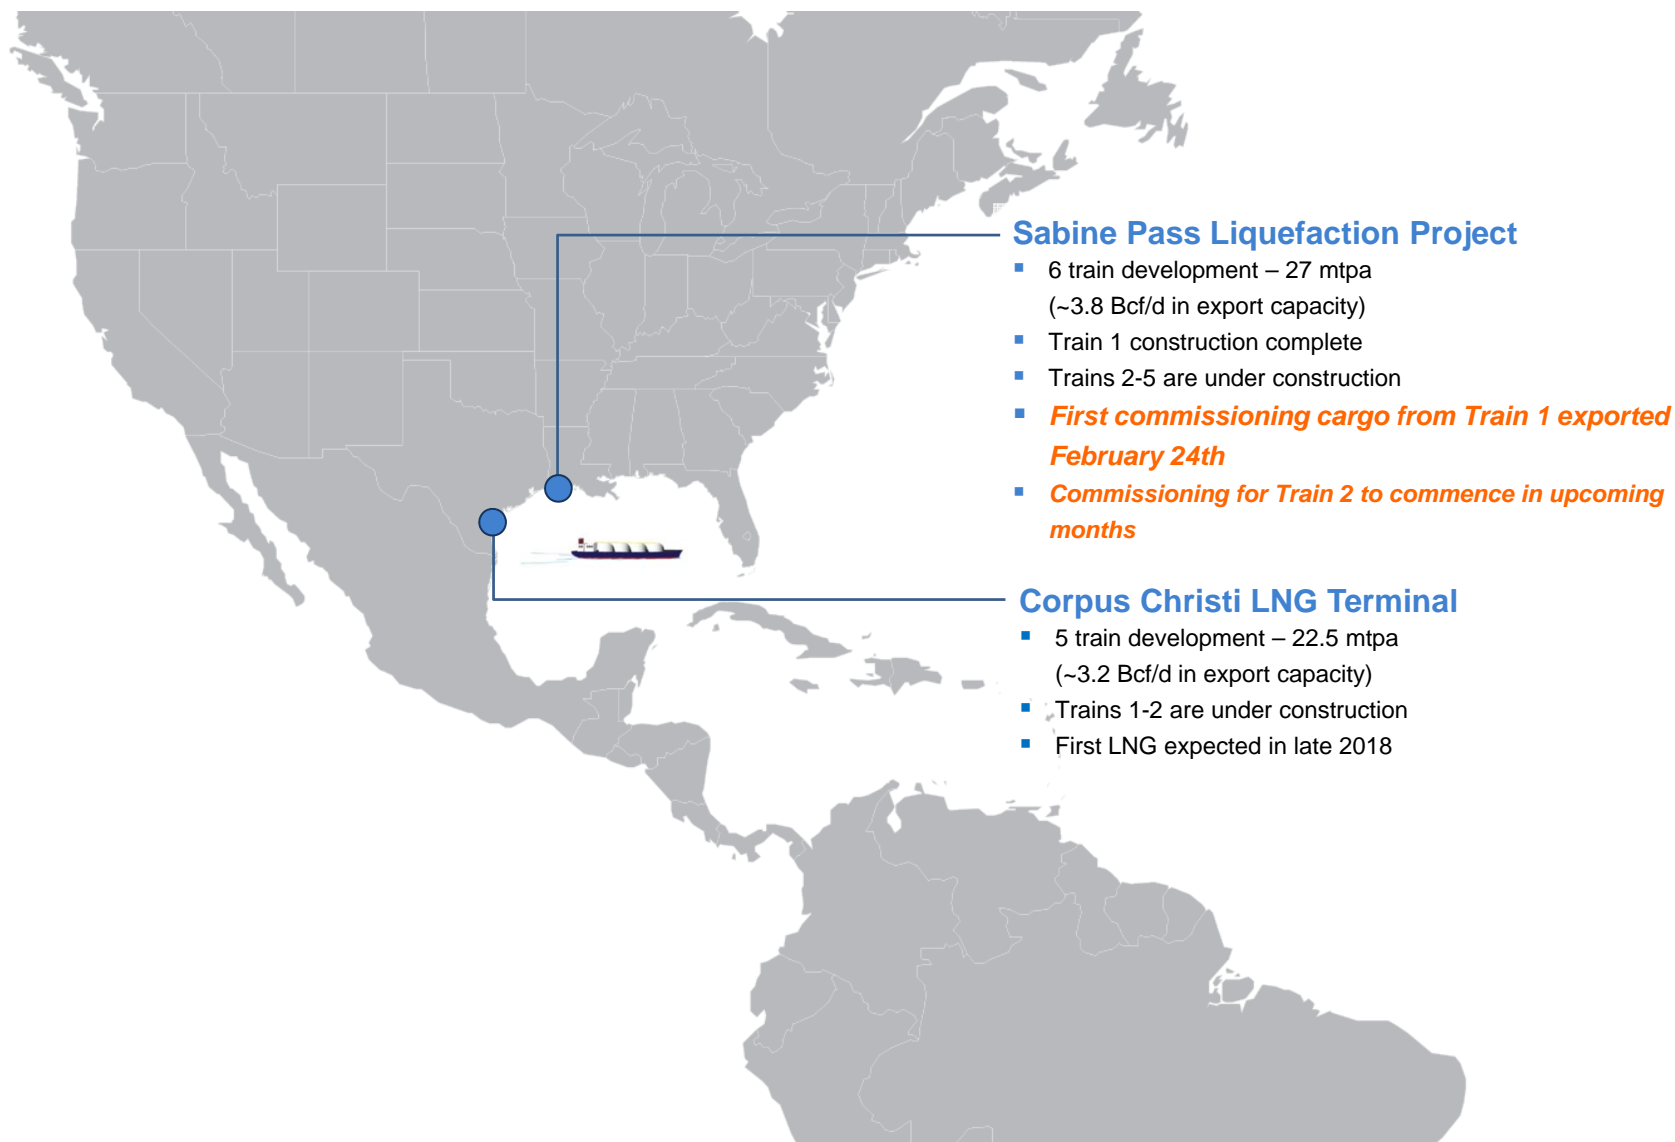 Sabine Pass Liquefaction Project
▪ 6 train development – 27 mtpa
(~3.8 Bcf/d in export capacity)
▪ Train 1 construction complete
▪ Trains 2-5 are under construction
▪ First commissioning cargo from Train 1 exported
February 24th
▪ Commissioning for Train 2 to commence in upcoming
months
Corpus Christi LNG Terminal
▪ 5 train development – 22.5 mtpa
(~3.2 Bcf/d in export capacity)
▪ Trains 1-2 are under construction
▪ First LNG expected in late 2018